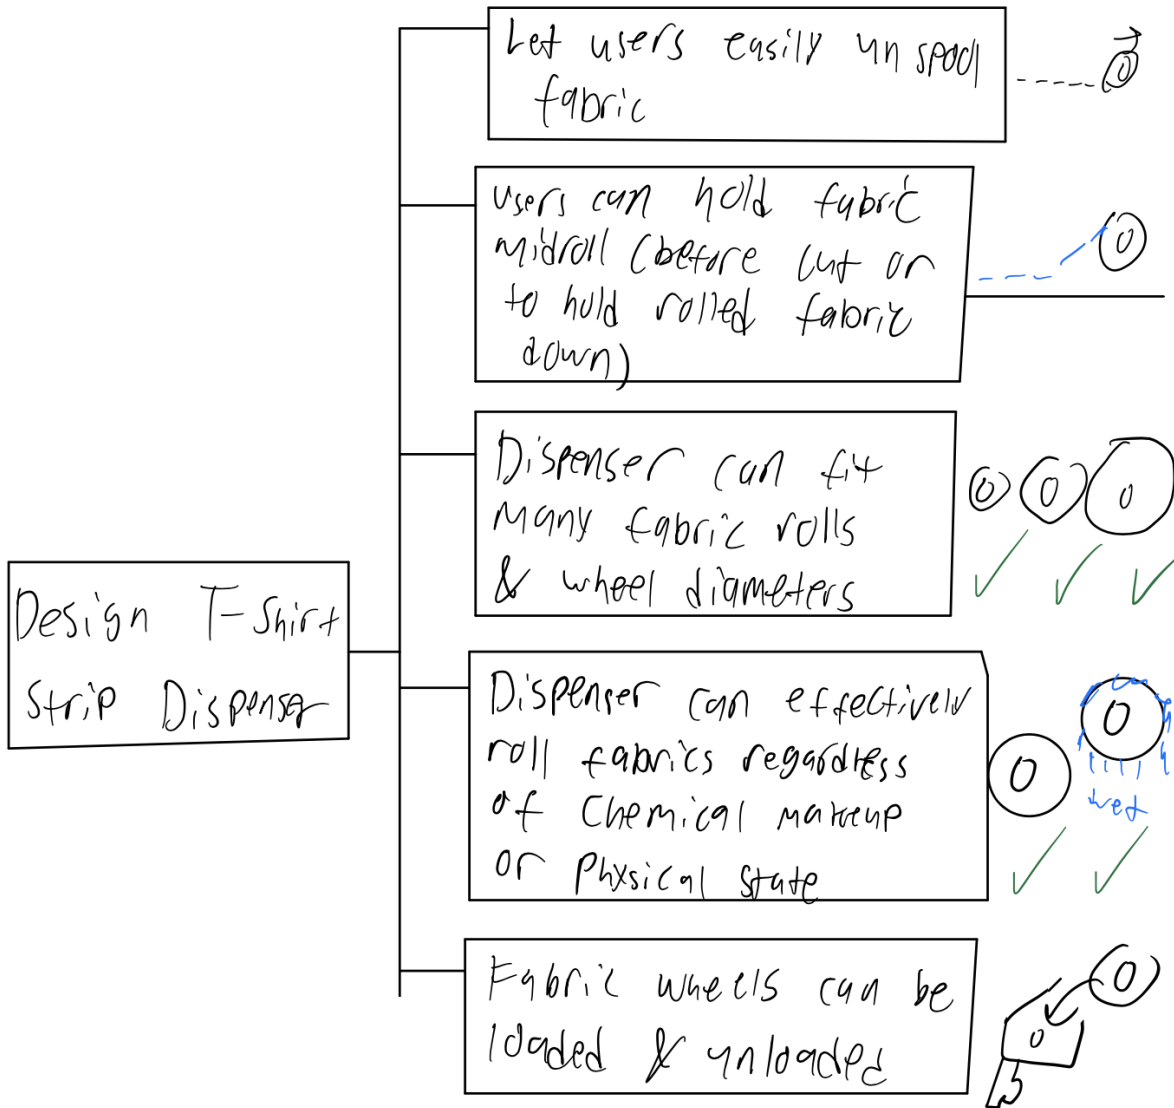 Let users easily unspool
fabric
users can hold fabric
midroll (before cut or
to hold rolled fabric
down)
Dispenser can fit
many fabric rolls
& wheel diameters
Design T-Shirt
Strip Dispenser
Dispenser can effectively
roll fabrics regardless
of Chemical makeup
or physical state
wet
Fabric wheels can be
loaded & unloaded